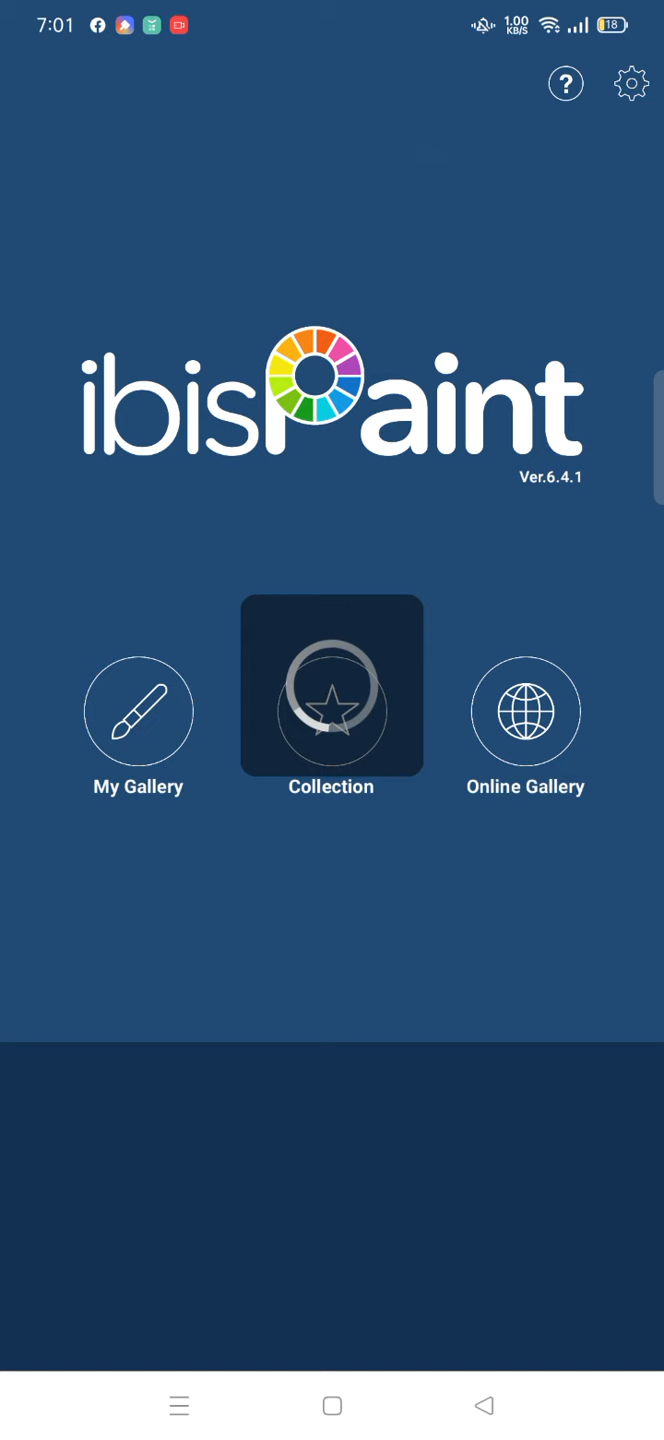 7:01
1.00
KB/S
18
?
ibisPaint
Ver.6.4.1
My Gallery
Collection
Online Gallery